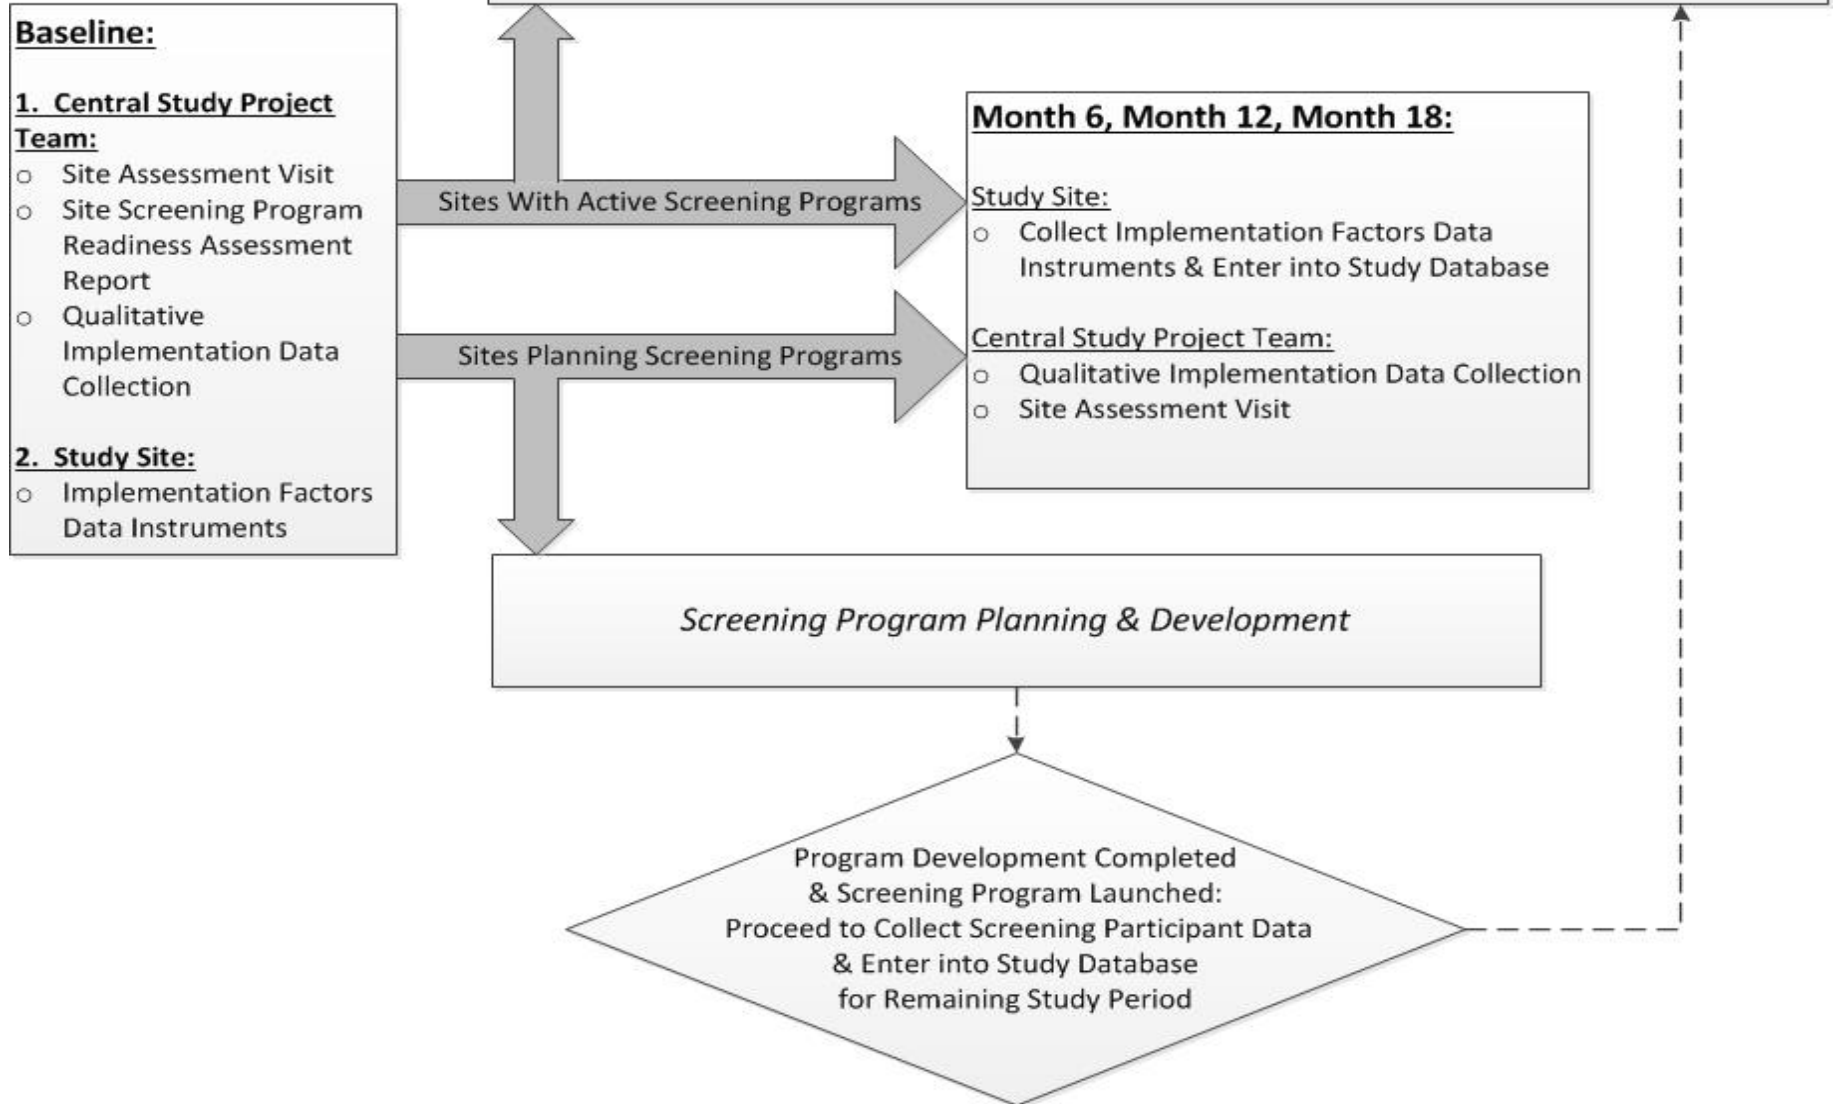 Baseline:
1. Central Study Project
Team:
o Site Assessment Visit
o Site Screening Program
Readiness Assessment
Report
o Qualitative
Implementation Data
Collection
2. Study Site:
o Implementation Factors
Data Instruments
Sites With Active Screening Programs
Sites Planning Screening Programs
Month 6, Month 12, Month 18:
Study Site:
o Collect Implementation Factors Data
Instruments & Enter into Study Database
Central Study Project Team:
o Qualitative Implementation Data Collection
o Site Assessment Visit
Screening Program Planning & Development
Program Development Completed
& Screening Program Launched:
Proceed to Collect Screening Participant Data
& Enter into Study Database
for Remaining Study Period